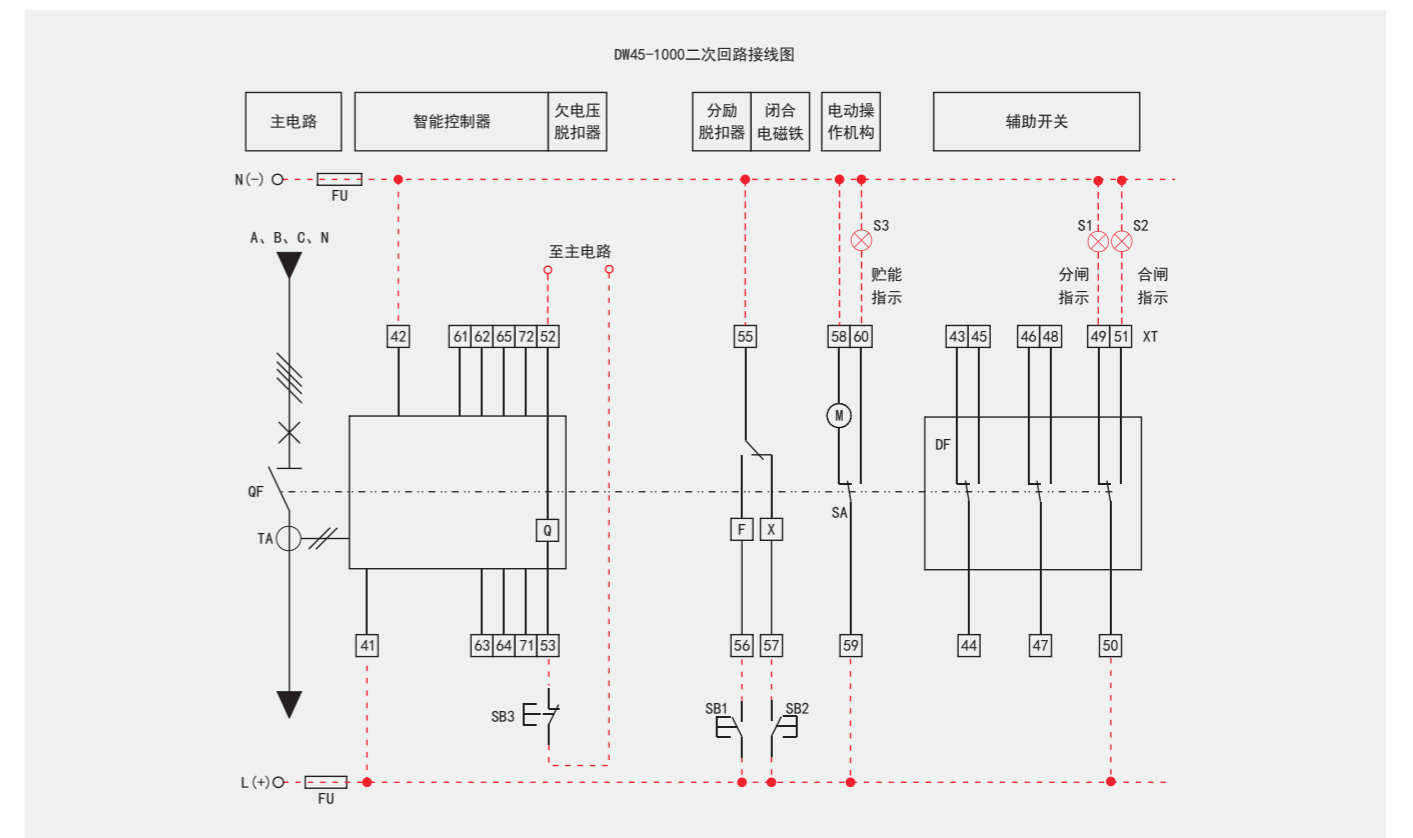 DW45-1000二次回路接线图
主电路
智能控制器
欠电压
脱扣器
分励
脱扣器
闭合
电磁铁
电动操
作机构
辅助开关
N(-)
FU
A、B、C、N
至主电路
S3
S1
S2
贮能
指示
分闸
指示
合闸
指示
42
61 62 65 72 52
55
58 60
43 45
46 48
49 51
XT
M
DF
QF
SA
TA
Q
F
X
41
63 64 71 53
56
57
59
44
47
50
SB3
SB1
SB2
L(+)
FU